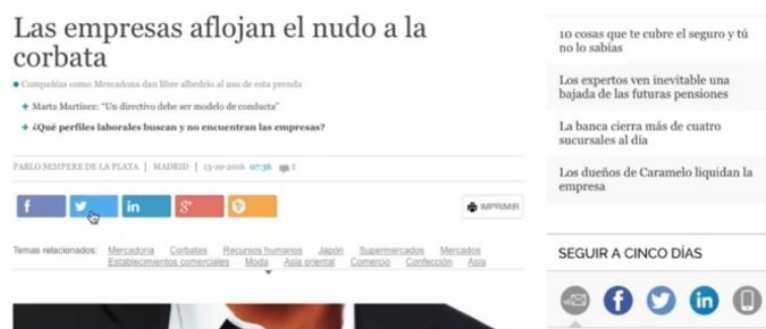 Las empresas aflojan el nudo a la
corbata
Compañías como Mercadona dan libre albedrío al uso de esta prenda
Marta Martínez: "Un directivo debe ser modelo de conducta"
¿Qué perfiles laborales buscan y no encuentran las empresas?
PABLO SEMPERE DE LA PLATA | MADRID | 13-10-2016 07:36
f in g+
IMPRIMIR
Temas relacionados: Mercadona Corbatas Recursos humanos Japón Supermercados Mercados
Establecimientos comerciales Moda Asia oriental Comercio Confección Asia
10 cosas que te cubre el seguro y tú
no lo sabías
Los expertos ven inevitable una
bajada de las futuras pensiones
La banca cierra más de cuatro
sucursales al día
Los dueños de Caramelo liquidan la
empresa
SEGUIR A CINCO DÍAS
f in